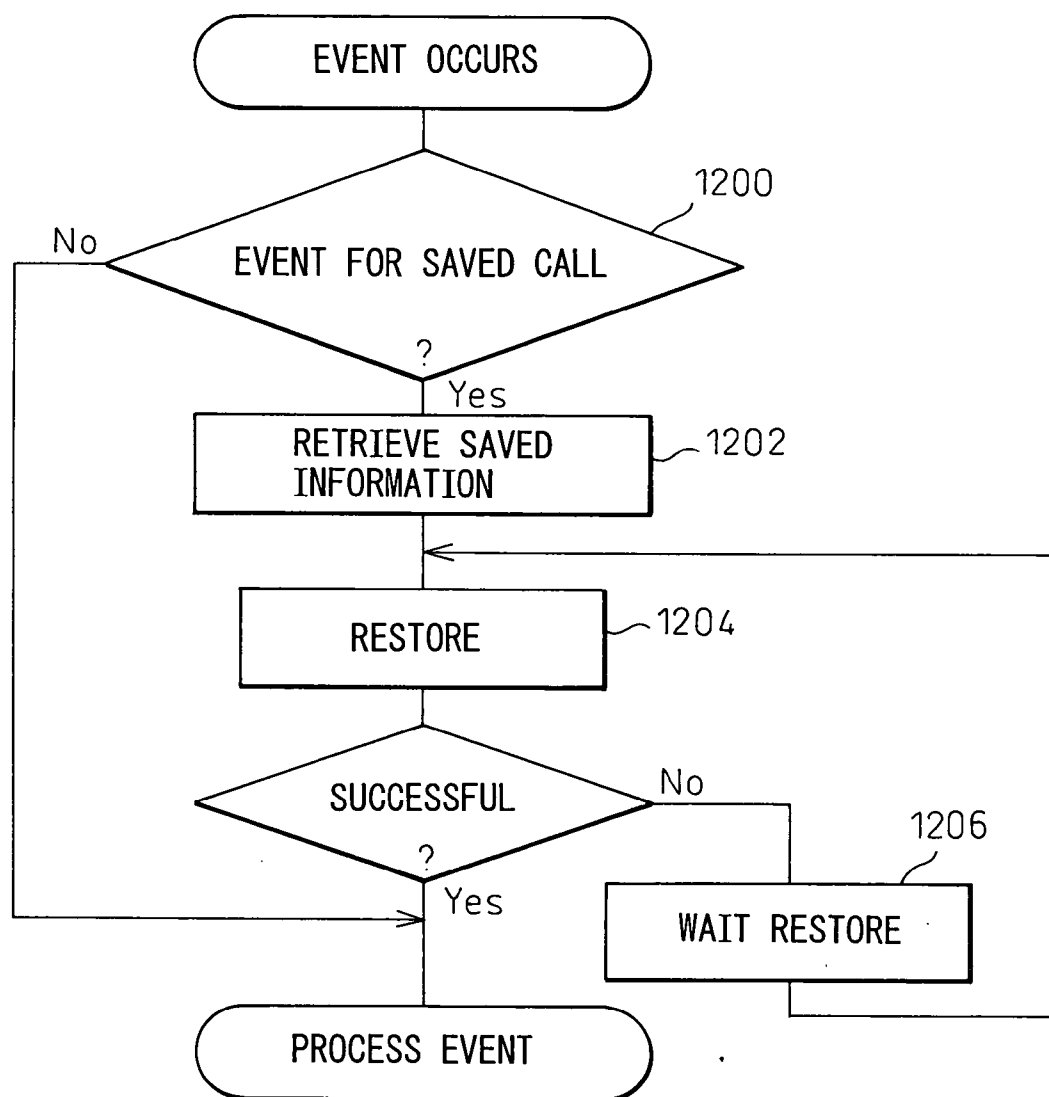 EVENT OCCURS
1200
No
EVENT FOR SAVED CALL
?
Yes
RETRIEVE SAVED
INFORMATION
1202
RESTORE
1204
SUCCESSFUL
?
No
Yes
1206
WAIT RESTORE
PROCESS EVENT